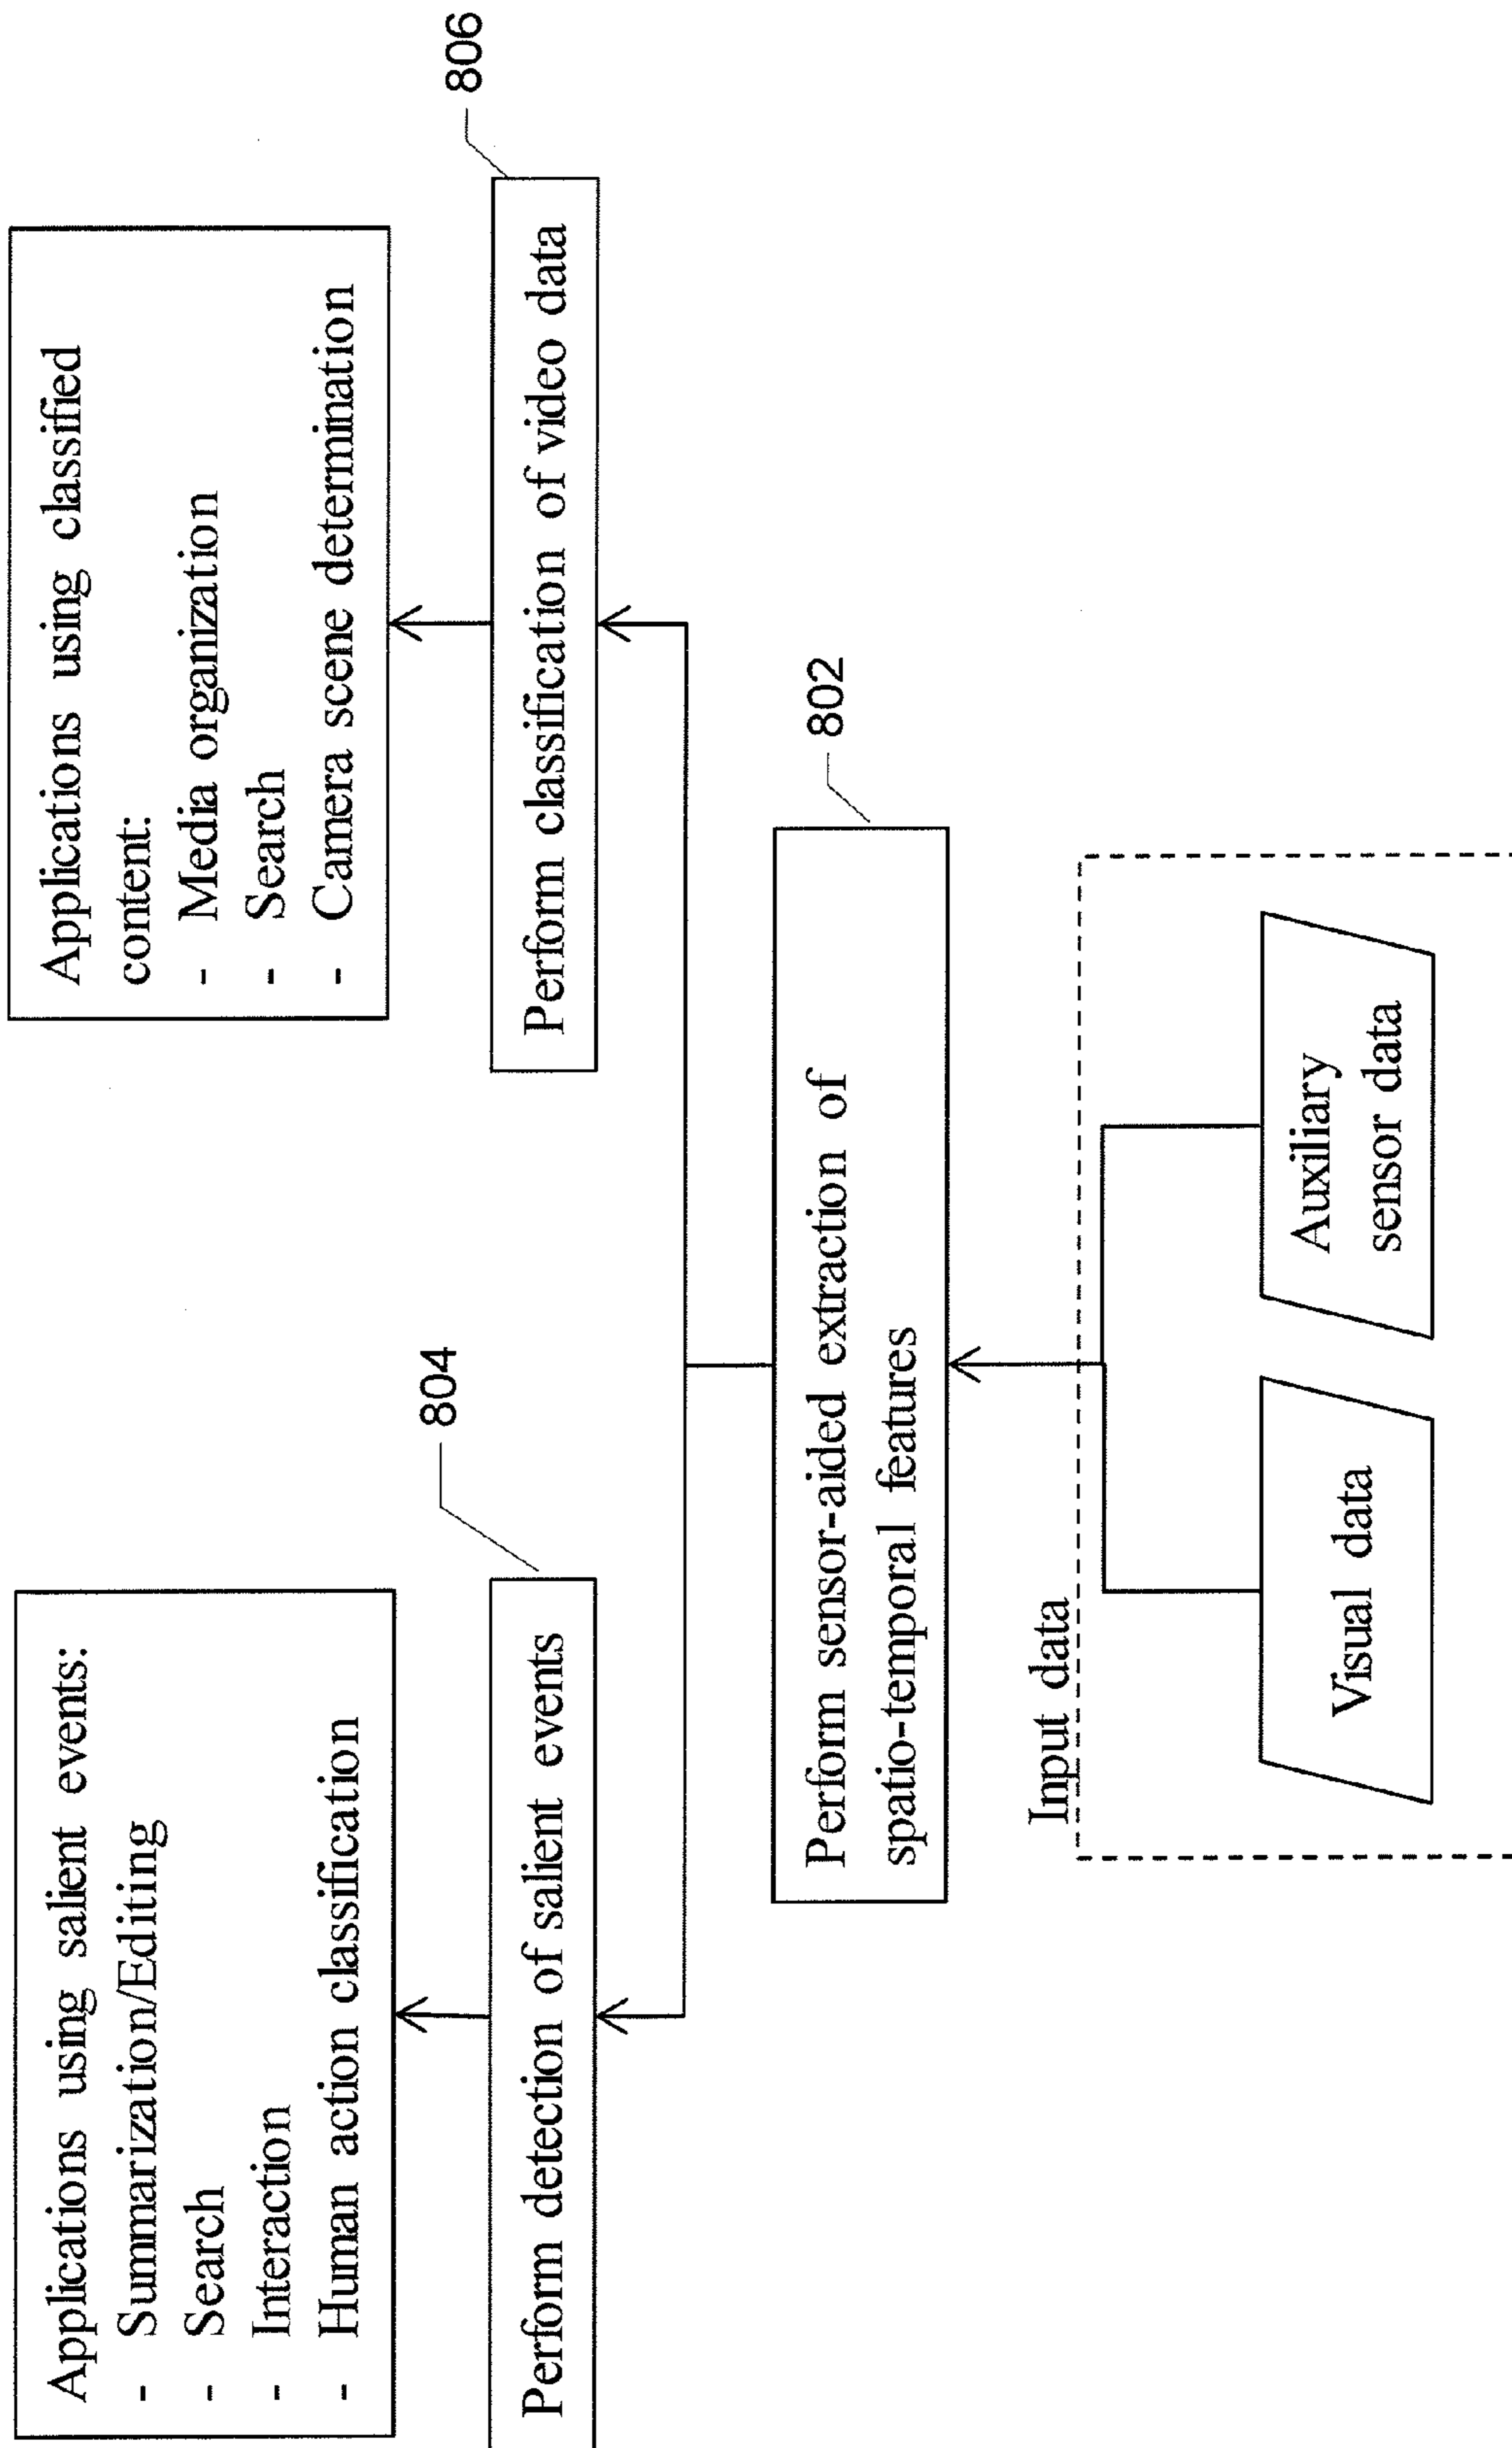 Applications using salient events:
- Summarization/Editing
- Search
- Interaction
- Human action classification
Applications using classified
content:
- Media organization
- Search
- Camera scene determination
804
806
Perform detection of salient events
Perform classification of video data
802
Perform sensor-aided extraction of
spatio-temporal features
Input data
Visual data
Auxiliary
sensor data